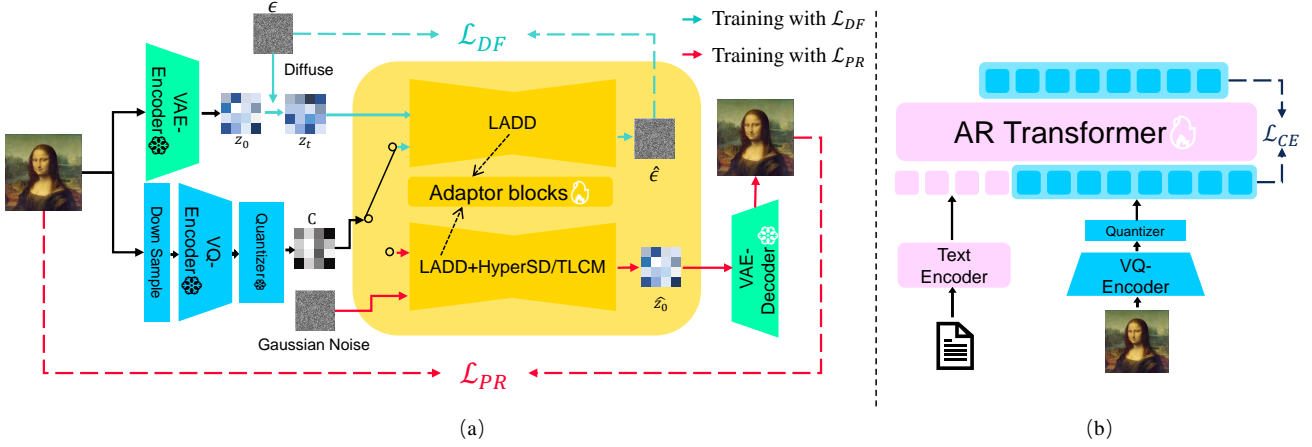 ϵ
ℒ_DF
Training with ℒ_DF
Training with ℒ_PR
Diffuse
VAE-
Encoder
z_0
z_t
LADD
ϵ̂
Adaptor blocks
Down Sample
VQ-
Encoder
Quantizer
C
LADD+HyperSD/TLCM
ẑ_0
VAE-
Decoder
Gaussian Noise
ℒ_PR
(a)
AR Transformer
ℒ_CE
Text
Encoder
Quantizer
VQ-
Encoder
(b)